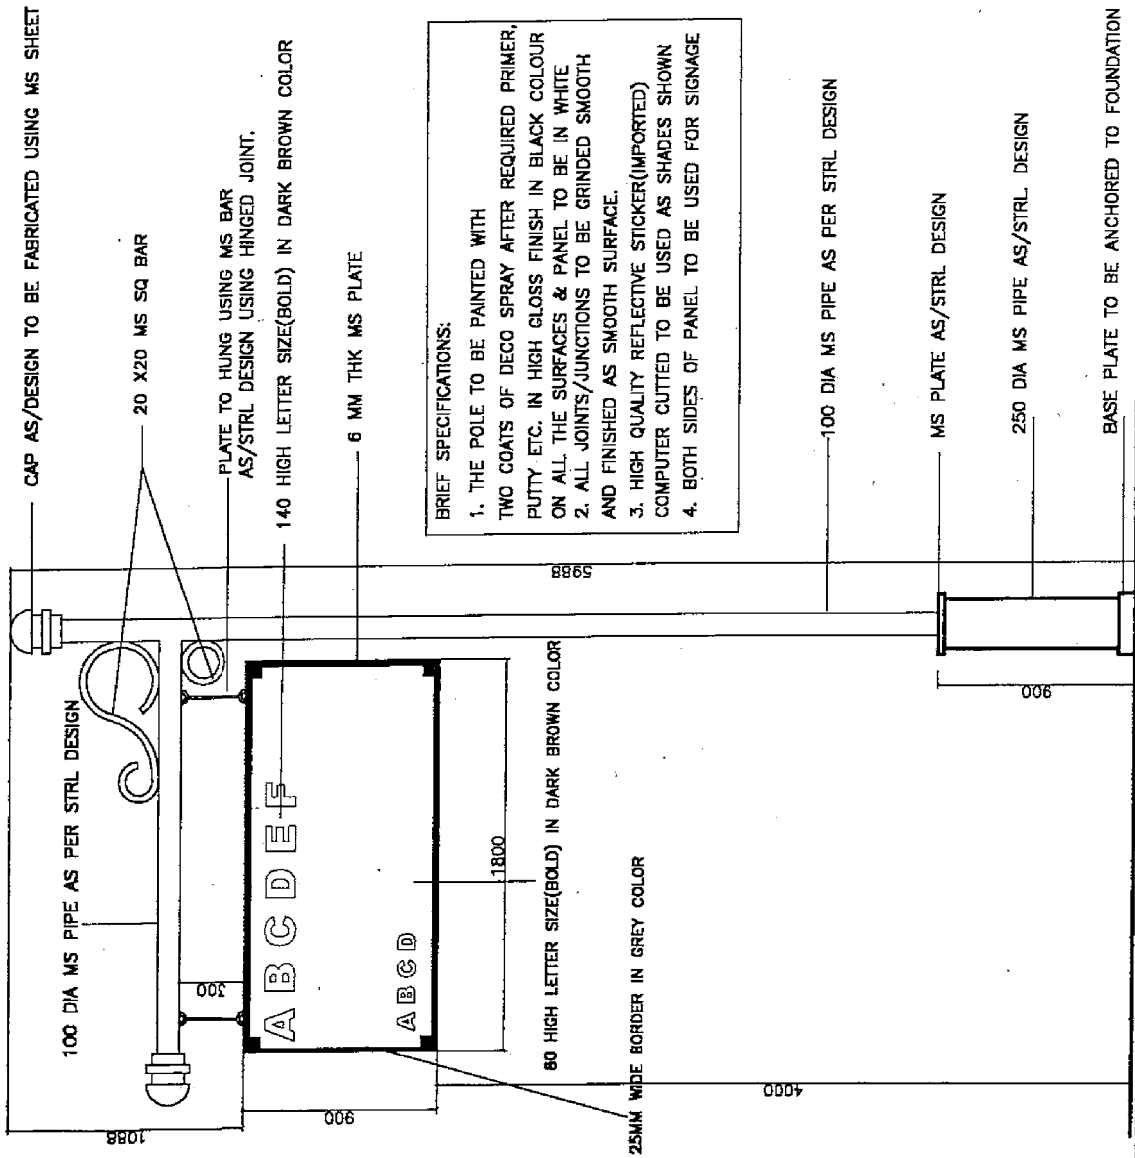 CAP AS/DESIGN TO BE FABRICATED USING MS SHEET
20 X20 MS SQ BAR
PLATE TO HUNG USING MS BAR
AS/STRL DESIGN USING HINGED JOINT.
140 HIGH LETTER SIZE(BOLD) IN DARK BROWN COLOR
6 MM THK MS PLATE
BRIEF SPECIFICATIONS:
1. THE POLE TO BE PAINTED WITH
TWO COATS OF DECO SPRAY AFTER REQUIRED PRIMER,
PUTTY ETC. IN HIGH GLOSS FINISH IN BLACK COLOUR
ON ALL THE SURFACES & PANEL TO BE IN WHITE
2. ALL JOINTS/JUNCTIONS TO BE GRINDED SMOOTH
AND FINISHED AS SMOOTH SURFACE.
3. HIGH QUALITY REFLECTIVE STICKER(IMPORTED)
COMPUTER CUTTED TO BE USED AS SHADES SHOWN
4. BOTH SIDES OF PANEL TO BE USED FOR SIGNAGE
100 DIA MS PIPE AS PER STRL DESIGN
MS PLATE AS/STRL DESIGN
250 DIA MS PIPE AS/STRL. DESIGN
BASE PLATE TO BE ANCHORED TO FOUNDATION
5988
900
100 DIA MS PIPE AS PER STRL DESIGN
300
A B C D E F
A B C D
1800
80 HIGH LETTER SIZE(BOLD) IN DARK BROWN COLOR
25MM WIDE BORDER IN GREY COLOR
1088
900
4000